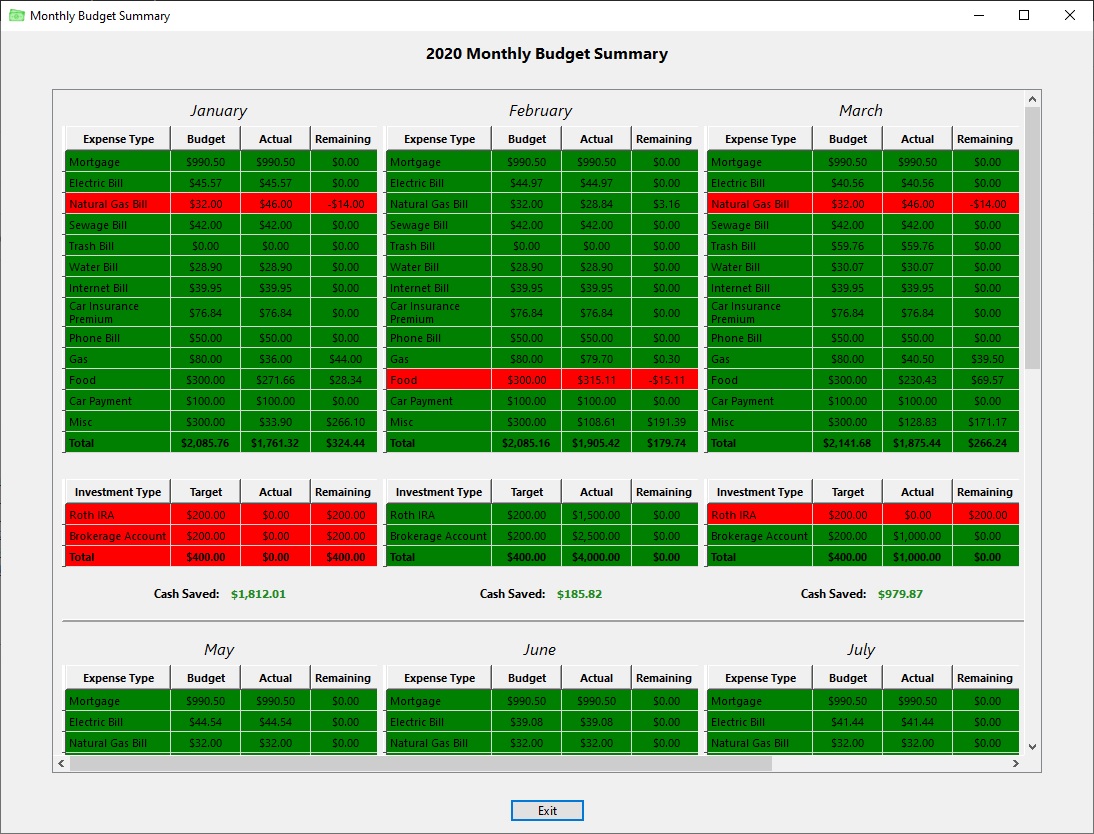 Monthly Budget Summary
2020 Monthly Budget Summary
January
Expense Type Budget Actual Remaining
Mortgage $990.50 $990.50 $0.00
Electric Bill $45.57 $45.57 $0.00
Natural Gas Bill $32.00 $46.00 -$14.00
Sewage Bill $42.00 $42.00 $0.00
Trash Bill $0.00 $0.00 $0.00
Water Bill $28.90 $28.90 $0.00
Internet Bill $39.95 $39.95 $0.00
Car Insurance
Premium $76.84 $76.84 $0.00
Phone Bill $50.00 $50.00 $0.00
Gas $80.00 $36.00 $44.00
Food $300.00 $271.66 $28.34
Car Payment $100.00 $100.00 $0.00
Misc $300.00 $33.90 $266.10
Total $2,085.76 $1,761.32 $324.44
Investment Type Target Actual Remaining
Roth IRA $200.00 $0.00 $200.00
Brokerage Account $200.00 $0.00 $200.00
Total $400.00 $0.00 $400.00
Cash Saved: $1,812.01
February
Expense Type Budget Actual Remaining
Mortgage $990.50 $990.50 $0.00
Electric Bill $44.97 $44.97 $0.00
Natural Gas Bill $32.00 $28.84 $3.16
Sewage Bill $42.00 $42.00 $0.00
Trash Bill $0.00 $0.00 $0.00
Water Bill $28.90 $28.90 $0.00
Internet Bill $39.95 $39.95 $0.00
Car Insurance
Premium $76.84 $76.84 $0.00
Phone Bill $50.00 $50.00 $0.00
Gas $80.00 $79.70 $0.30
Food $300.00 $315.11 -$15.11
Car Payment $100.00 $100.00 $0.00
Misc $300.00 $108.61 $191.39
Total $2,085.16 $1,905.42 $179.74
Investment Type Target Actual Remaining
Roth IRA $200.00 $1,500.00 $0.00
Brokerage Account $200.00 $2,500.00 $0.00
Total $400.00 $4,000.00 $0.00
Cash Saved: $185.82
March
Expense Type Budget Actual Remaining
Mortgage $990.50 $990.50 $0.00
Electric Bill $40.56 $40.56 $0.00
Natural Gas Bill $32.00 $46.00 -$14.00
Sewage Bill $42.00 $42.00 $0.00
Trash Bill $59.76 $59.76 $0.00
Water Bill $30.07 $30.07 $0.00
Internet Bill $39.95 $39.95 $0.00
Car Insurance
Premium $76.84 $76.84 $0.00
Phone Bill $50.00 $50.00 $0.00
Gas $80.00 $40.50 $39.50
Food $300.00 $230.43 $69.57
Car Payment $100.00 $100.00 $0.00
Misc $300.00 $128.83 $171.17
Total $2,141.68 $1,875.44 $266.24
Investment Type Target Actual Remaining
Roth IRA $200.00 $0.00 $200.00
Brokerage Account $200.00 $1,000.00 $0.00
Total $400.00 $1,000.00 $0.00
Cash Saved: $979.87
May
Expense Type Budget Actual Remaining
Mortgage $990.50 $990.50 $0.00
Electric Bill $44.54 $44.54 $0.00
Natural Gas Bill $32.00 $32.00 $0.00
June
Expense Type Budget Actual Remaining
Mortgage $990.50 $990.50 $0.00
Electric Bill $39.08 $39.08 $0.00
Natural Gas Bill $32.00 $32.00 $0.00
July
Expense Type Budget Actual Remaining
Mortgage $990.50 $990.50 $0.00
Electric Bill $41.44 $41.44 $0.00
Natural Gas Bill $32.00 $32.00 $0.00
Exit